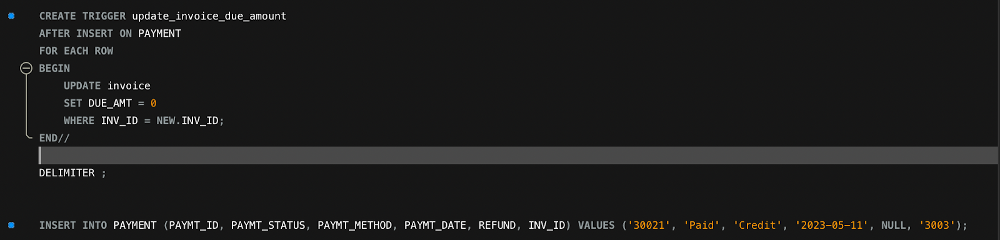 CREATE TRIGGER update_invoice_due_amount
AFTER INSERT ON PAYMENT
FOR EACH ROW
BEGIN
UPDATE invoice
SET DUE_AMT = 0
WHERE INV_ID = NEW.INV_ID;
END//
DELIMITER ;
INSERT INTO PAYMENT (PAYMT_ID, PAYMT_STATUS, PAYMT_METHOD, PAYMT_DATE, REFUND, INV_ID) VALUES ('30021', 'Paid', 'Credit', '2023-05-11', NULL, '3003');